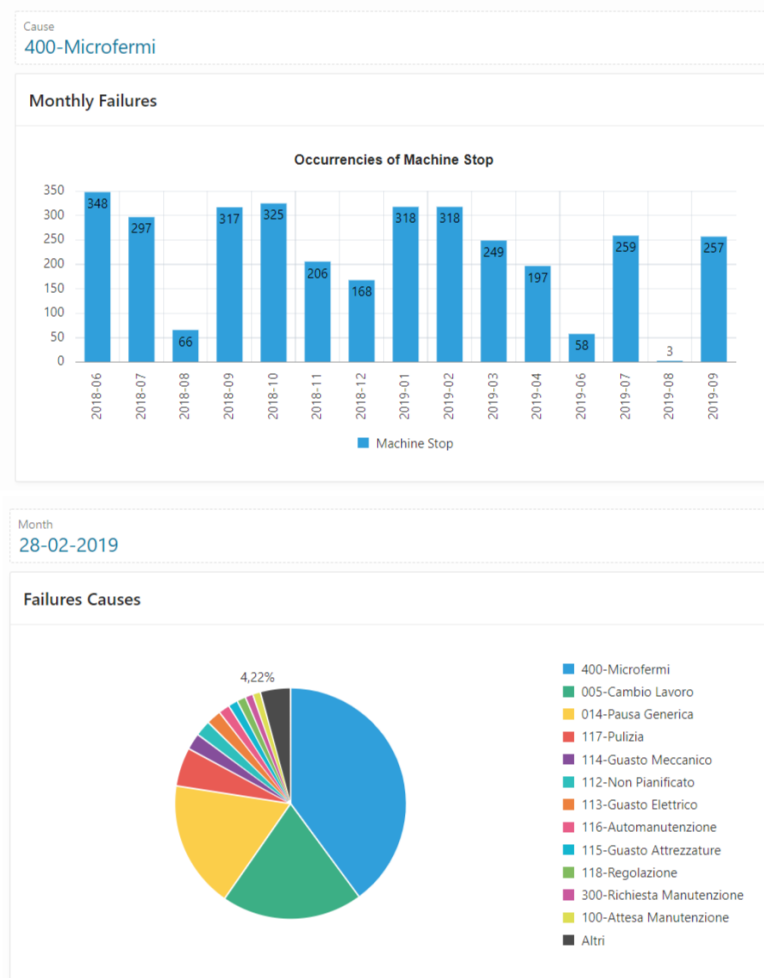 Cause
400-Microfermi
Monthly Failures
Occurrencies of Machine Stop
350
300
250
200
150
100
50
0
348
297
66
317
325
206
168
318
318
249
197
58
259
3
257
2018-06
2018-07
2018-08
2018-09
2018-10
2018-11
2018-12
2019-01
2019-02
2019-03
2019-04
2019-06
2019-07
2019-08
2019-09
Machine Stop
Month
28-02-2019
Failures Causes
4,22%
400-Microfermi
005-Cambio Lavoro
014-Pausa Generica
117-Pulizia
114-Guasto Meccanico
112-Non Pianificato
113-Guasto Elettrico
116-Automanutenzione
115-Guasto Attrezzature
118-Regolazione
300-Richiesta Manutenzione
100-Attesa Manutenzione
Altri